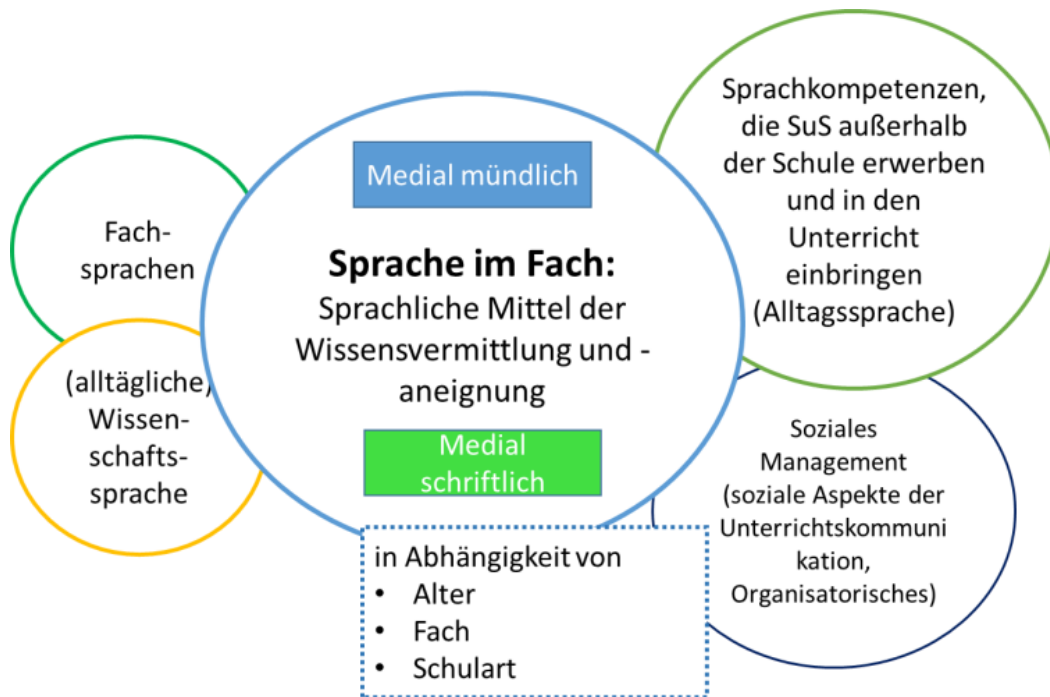 Medial mündlich
Sprache im Fach:
Sprachliche Mittel der
Wissensvermittlung und -
aneignung
Medial
schriftlich
in Abhängigkeit von
• Alter
• Fach
• Schulart
Fach-
sprachen
(alltägliche)
Wissen-
schafts-
sprache
Sprachkompetenzen,
die SuS außerhalb
der Schule erwerben
und in den
Unterricht
einbringen
(Alltagssprache)
Soziales
Management
(soziale Aspekte der
Unterrichtskommuni
kation,
Organisatorisches)